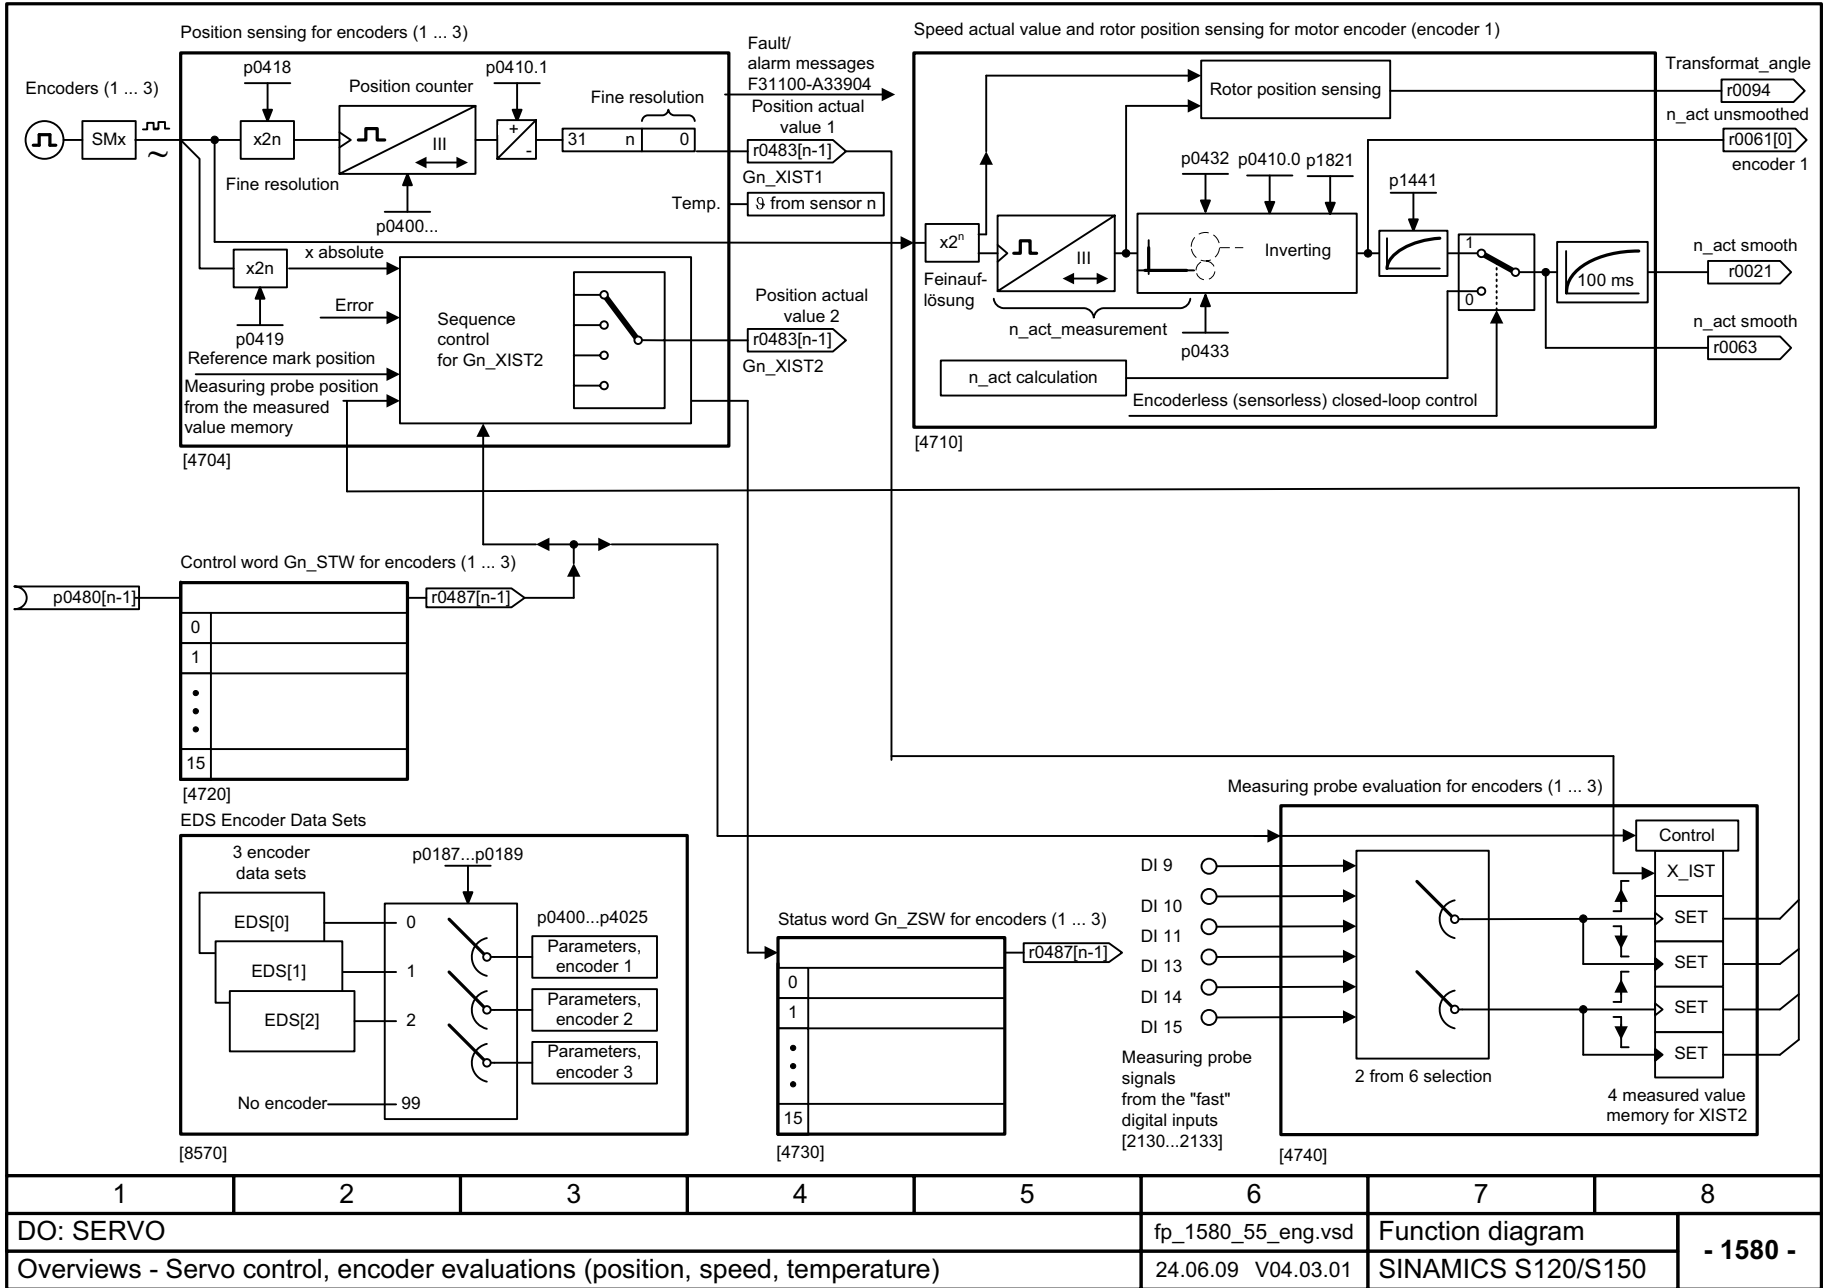 Position sensing for encoders (1 ... 3)
Encoders (1 ... 3)
SMx
p0418
x2n
Fine resolution
Position counter
III
p0400...
p0410.1
+
-
Fine resolution
31 n 0
Fault/
alarm messages
F31100-A33904
Position actual
value 1
r0483[n-1]
Gn_XIST1
Temp.
ϑ from sensor n
x2n
x absolute
p0419
Error
Reference mark position
Measuring probe position
from the measured
value memory
Sequence
control
for Gn_XIST2
Position actual
value 2
r0483[n-1]
Gn_XIST2
[4704]
Speed actual value and rotor position sensing for motor encoder (encoder 1)
Rotor position sensing
Transformat_angle
r0094
n_act unsmoothed
r0061[0]
encoder 1
p0432
p0410.0
p1821
p1441
x2ⁿ
Feinauf-
lösung
III
Inverting
n_act_measurement
p0433
1
0
100 ms
n_act smooth
r0021
n_act smooth
r0063
n_act calculation
Encoderless (sensorless) closed-loop control
[4710]
Control word Gn_STW for encoders (1 ... 3)
p0480[n-1]
r0487[n-1]
0
1
15
[4720]
EDS Encoder Data Sets
3 encoder
data sets
p0187...p0189
EDS[0]
EDS[1]
EDS[2]
0
1
2
No encoder
99
p0400...p4025
Parameters,
encoder 1
Parameters,
encoder 2
Parameters,
encoder 3
[8570]
Status word Gn_ZSW for encoders (1 ... 3)
r0487[n-1]
0
1
15
[4730]
Measuring probe evaluation for encoders (1 ... 3)
DI 9
DI 10
DI 11
DI 13
DI 14
DI 15
Measuring probe
signals
from the "fast"
digital inputs
[2130...2133]
2 from 6 selection
Control
X_IST
SET
SET
SET
SET
4 measured value
memory for XIST2
[4740]
1 2 3 4 5 6 7 8
DO: SERVO
fp_1580_55_eng.vsd
Function diagram
- 1580 -
Overviews - Servo control, encoder evaluations (position, speed, temperature)
24.06.09 V04.03.01
SINAMICS S120/S150